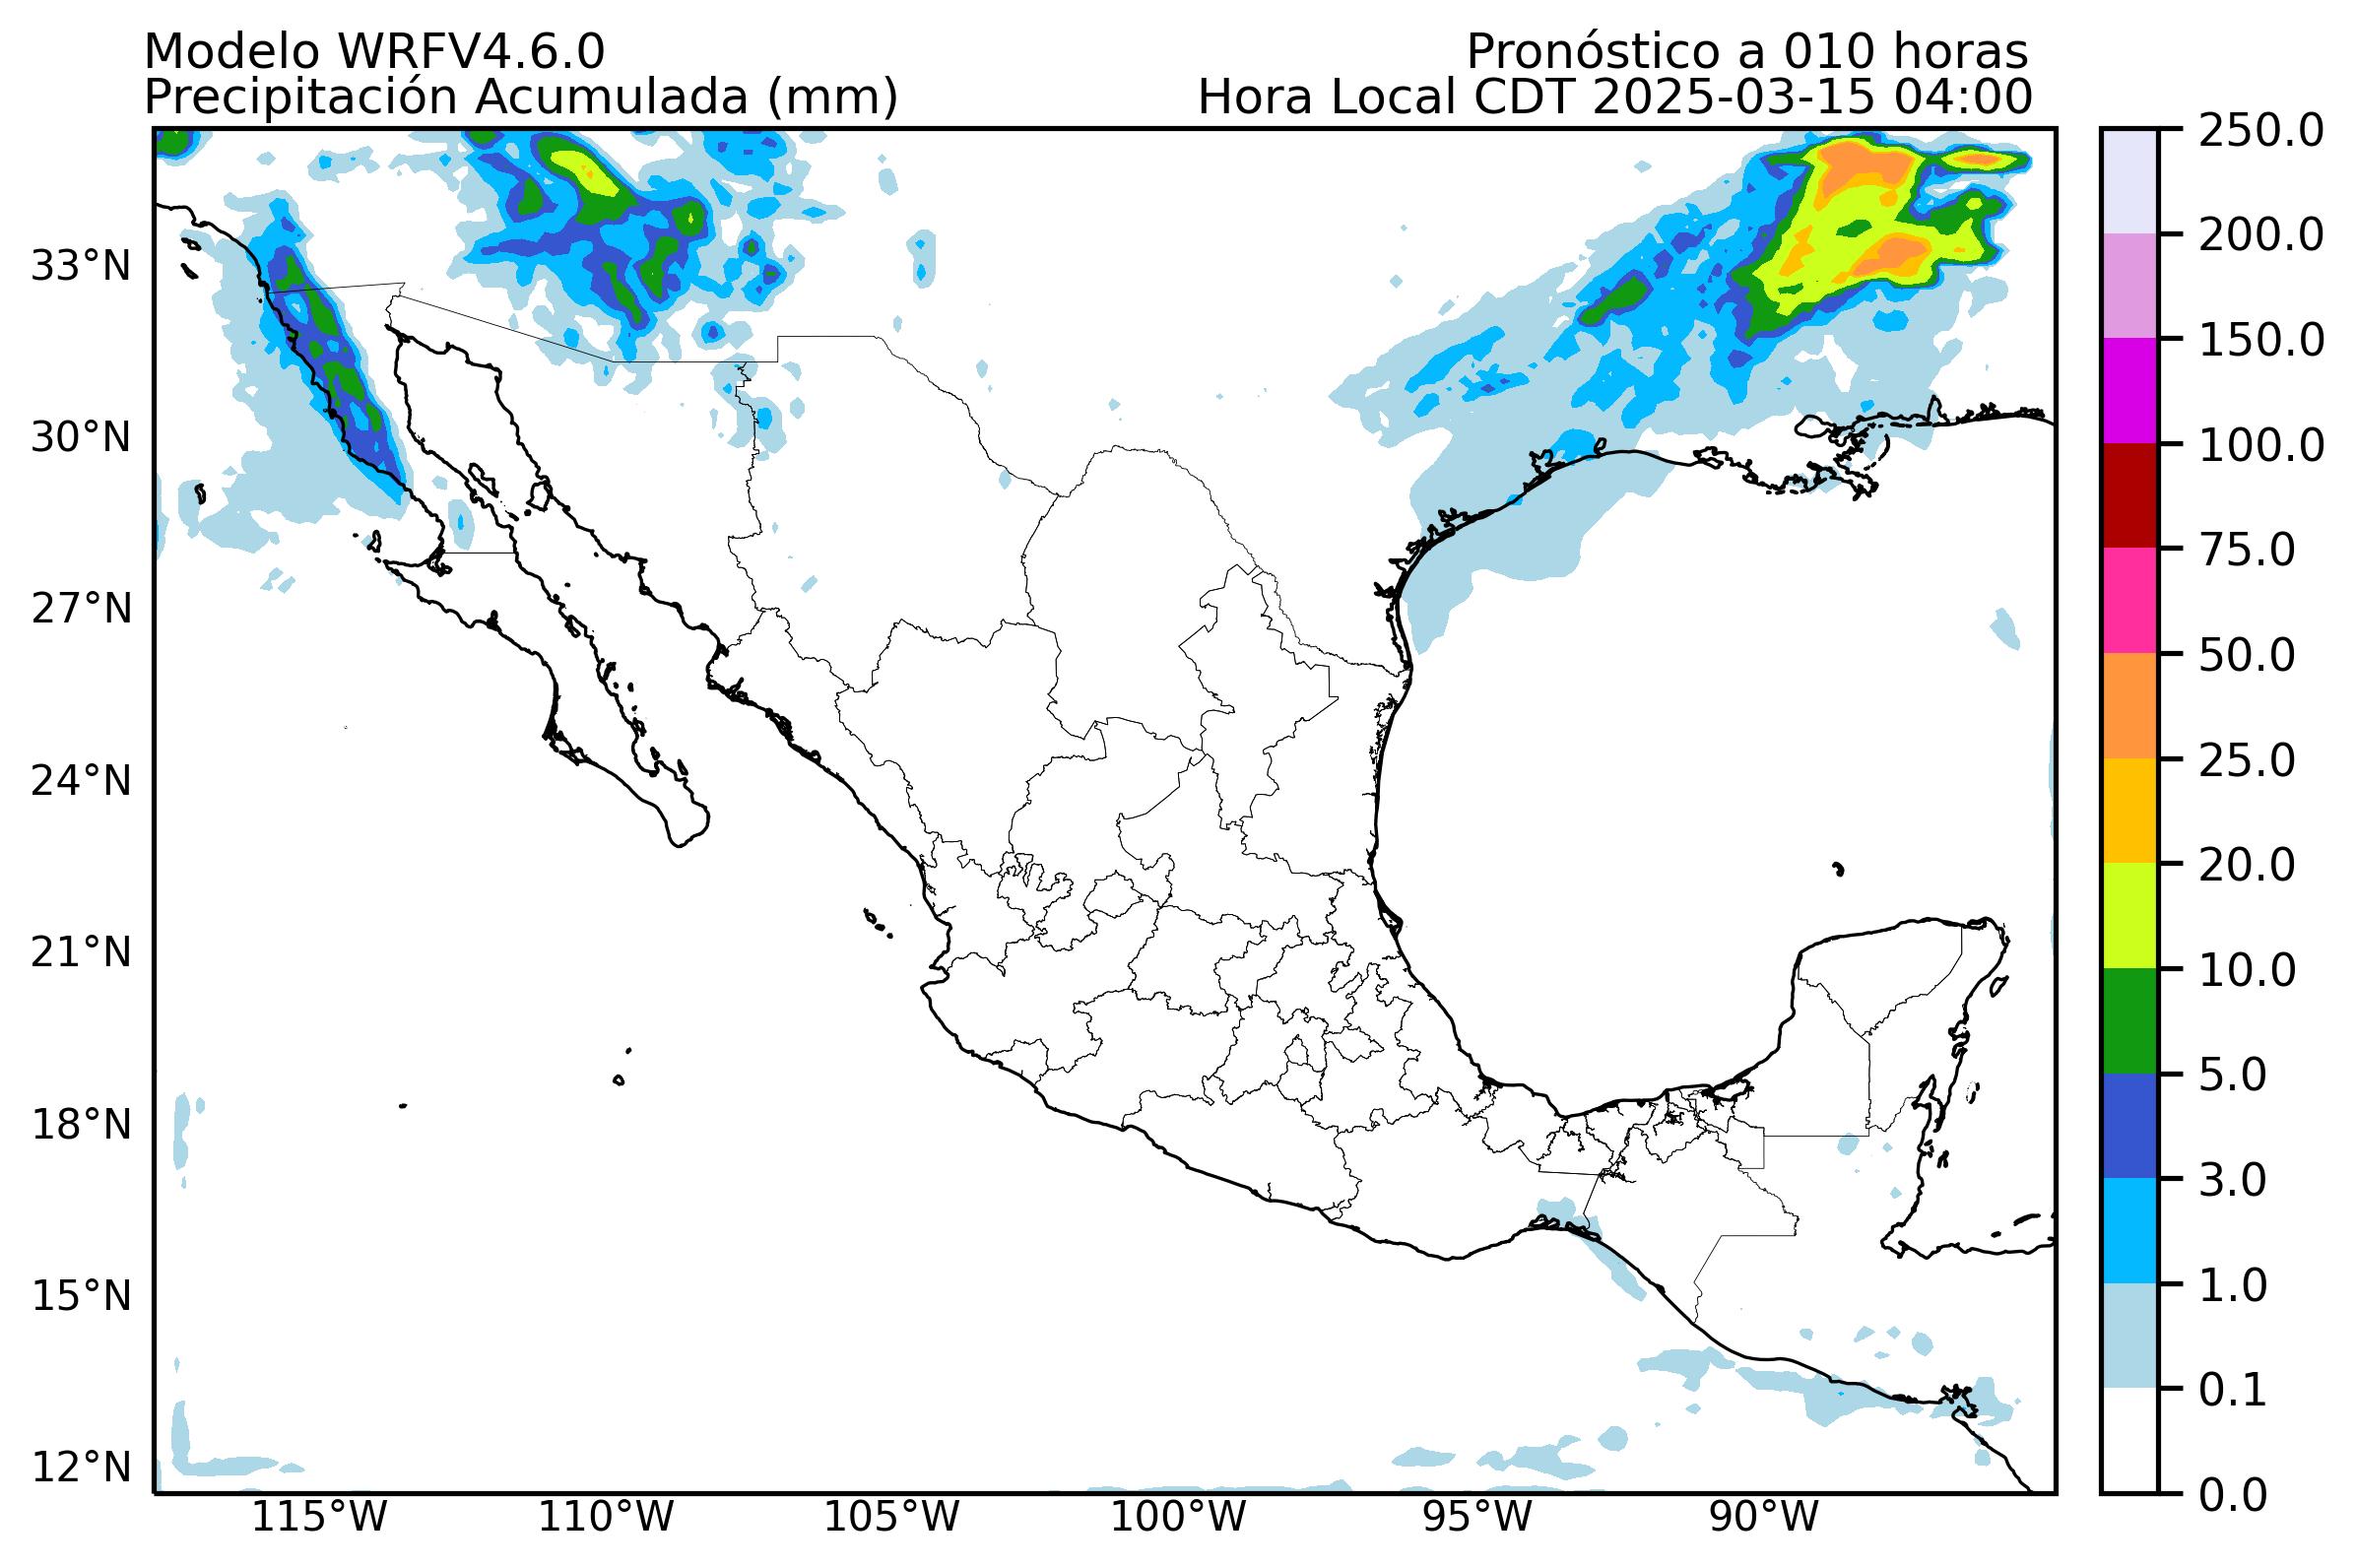 Modelo WRFV4.6.0
Pronóstico a 010 horas
Precipitación Acumulada (mm)
Hora Local CDT 2025-03-15 04:00
33°N
30°N
27°N
24°N
21°N
18°N
15°N
12°N
115°W
110°W
105°W
100°W
95°W
90°W
250.0
200.0
150.0
100.0
75.0
50.0
25.0
20.0
10.0
5.0
3.0
1.0
0.1
0.0